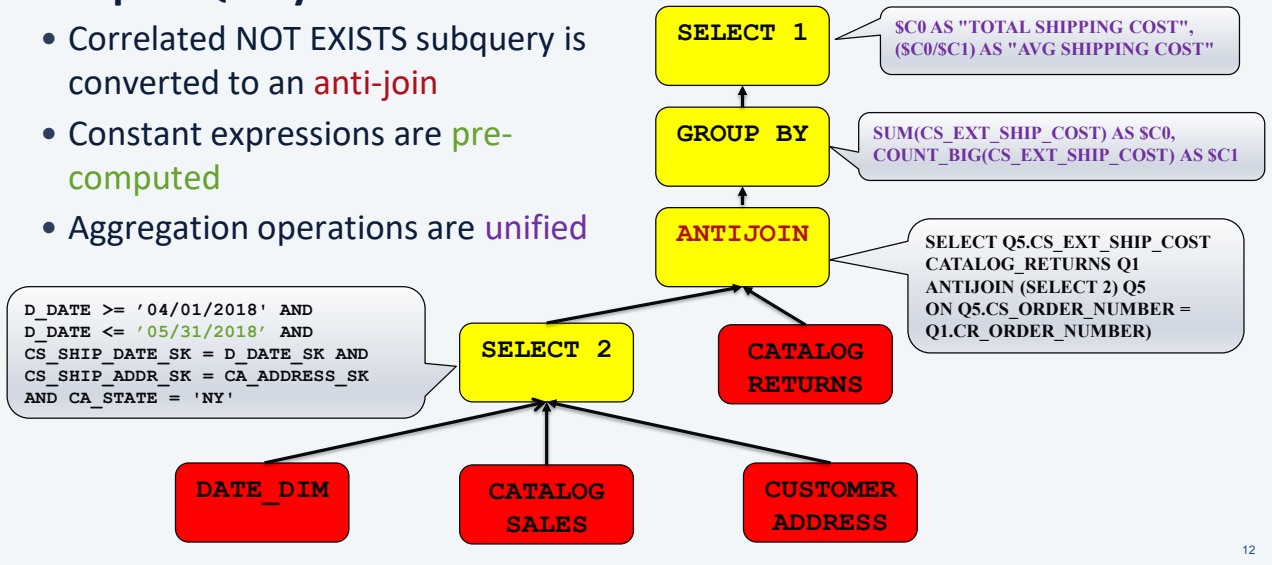 • Correlated NOT EXISTS subquery is
converted to an anti-join
• Constant expressions are pre-
computed
• Aggregation operations are unified
SELECT 1
$C0 AS "TOTAL SHIPPING COST",
($C0/$C1) AS "AVG SHIPPING COST"
GROUP BY
SUM(CS_EXT_SHIP_COST) AS $C0,
COUNT_BIG(CS_EXT_SHIP_COST) AS $C1
ANTIJOIN
SELECT Q5.CS_EXT_SHIP_COST
CATALOG_RETURNS Q1
ANTIJOIN (SELECT 2) Q5
ON Q5.CS_ORDER_NUMBER =
Q1.CR_ORDER_NUMBER)
D_DATE >= ’04/01/2018' AND
D_DATE <= ’05/31/2018’ AND
CS_SHIP_DATE_SK = D_DATE_SK AND
CS_SHIP_ADDR_SK = CA_ADDRESS_SK
AND CA_STATE = 'NY'
SELECT 2
CATALOG
RETURNS
DATE_DIM
CATALOG
SALES
CUSTOMER
ADDRESS
12